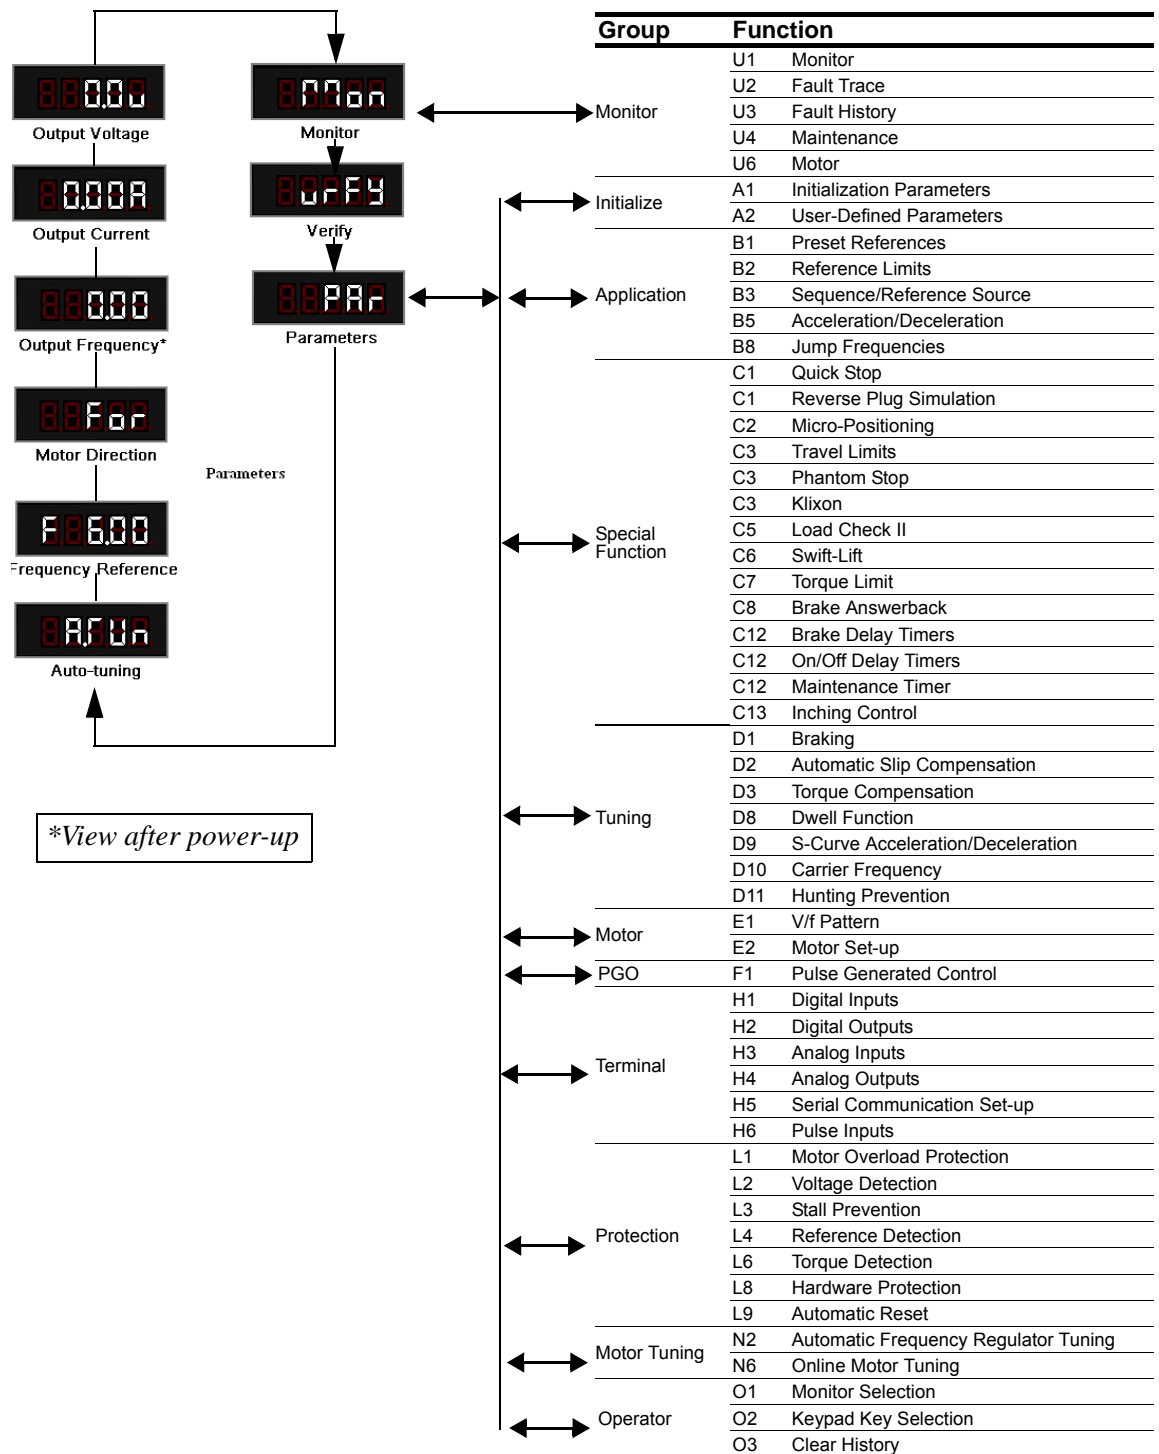 0.0v
Output Voltage
0.00A
Output Current
0.00
Output Frequency*
For
Motor Direction
F 6.00
Frequency Reference
A.TUn
Auto-tuning
Mon
Monitor
vrFY
Verify
PAr
Parameters
Parameters
*View after power-up
Group Function
Monitor
U1 Monitor
U2 Fault Trace
U3 Fault History
U4 Maintenance
U6 Motor
Initialize
A1 Initialization Parameters
A2 User-Defined Parameters
Application
B1 Preset References
B2 Reference Limits
B3 Sequence/Reference Source
B5 Acceleration/Deceleration
B8 Jump Frequencies
Special
Function
C1 Quick Stop
C1 Reverse Plug Simulation
C2 Micro-Positioning
C3 Travel Limits
C3 Phantom Stop
C3 Klixon
C5 Load Check II
C6 Swift-Lift
C7 Torque Limit
C8 Brake Answerback
C12 Brake Delay Timers
C12 On/Off Delay Timers
C12 Maintenance Timer
C13 Inching Control
Tuning
D1 Braking
D2 Automatic Slip Compensation
D3 Torque Compensation
D8 Dwell Function
D9 S-Curve Acceleration/Deceleration
D10 Carrier Frequency
D11 Hunting Prevention
Motor
E1 V/f Pattern
E2 Motor Set-up
PGO
F1 Pulse Generated Control
Terminal
H1 Digital Inputs
H2 Digital Outputs
H3 Analog Inputs
H4 Analog Outputs
H5 Serial Communication Set-up
H6 Pulse Inputs
Protection
L1 Motor Overload Protection
L2 Voltage Detection
L3 Stall Prevention
L4 Reference Detection
L6 Torque Detection
L8 Hardware Protection
L9 Automatic Reset
Motor Tuning
N2 Automatic Frequency Regulator Tuning
N6 Online Motor Tuning
Operator
O1 Monitor Selection
O2 Keypad Key Selection
O3 Clear History